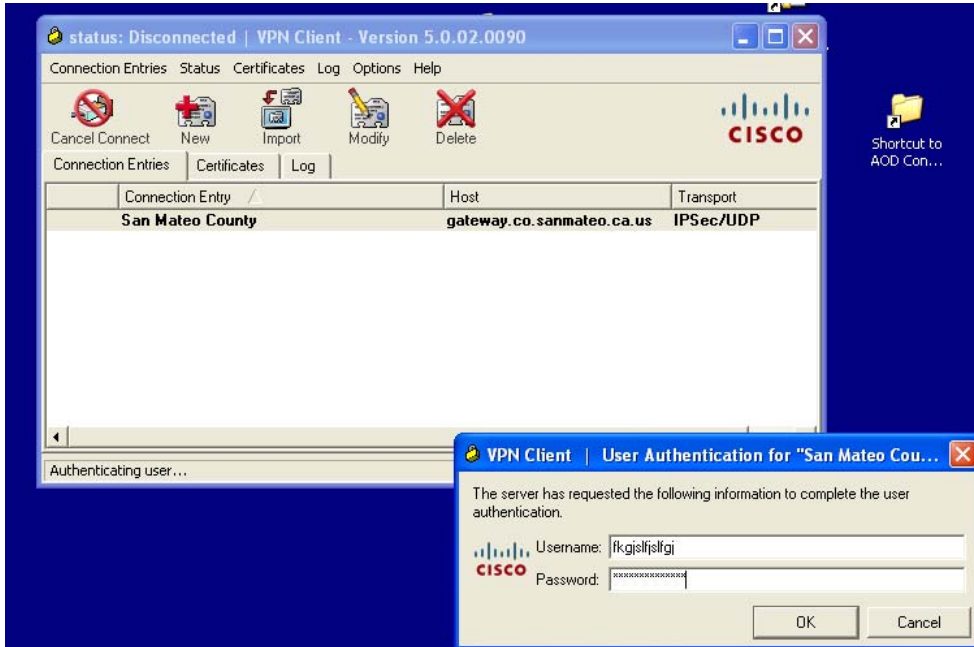 status: Disconnected | VPN Client - Version 5.0.02.0090
Connection Entries Status Certificates Log Options Help
Cancel Connect New Import Modify Delete
CISCO
Shortcut to
AOD Con...
Connection Entries Certificates Log
Connection Entry Host Transport
San Mateo County gateway.co.sanmateo.ca.us IPSec/UDP
Authenticating user...
VPN Client | User Authentication for "San Mateo Cou...
The server has requested the following information to complete the user
authentication.
CISCO
Username: fkgjslfjslfgj
Password: **************
OK Cancel